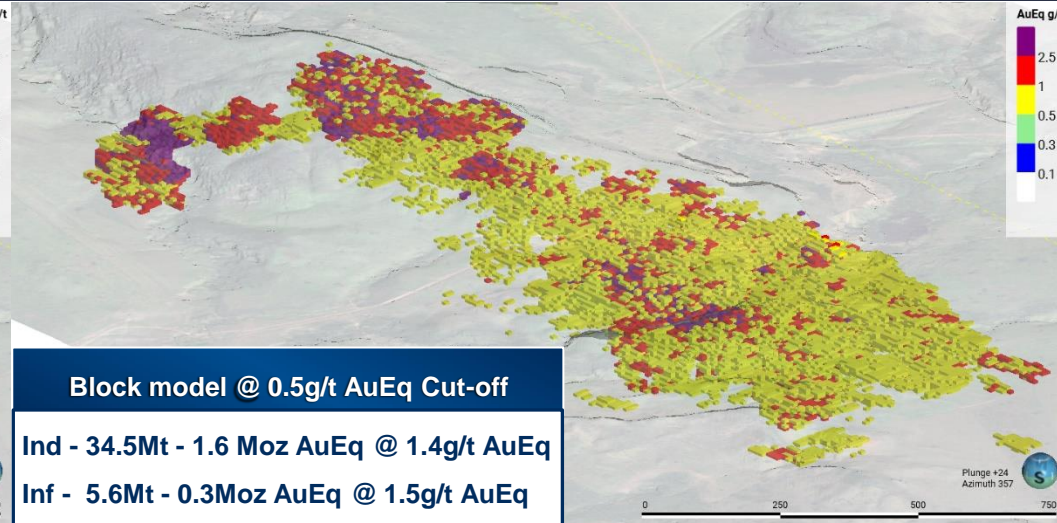 /t
AuEq g/
2.5
1
0.5
0.3
0.1
Block model @ 0.5g/t AuEq Cut-off
Ind - 34.5Mt - 1.6 Moz AuEq @ 1.4g/t AuEq
Inf - 5.6Mt - 0.3Moz AuEq @ 1.5g/t AuEq
Plunge +24
Azimuth 357
S
0 250 500 750